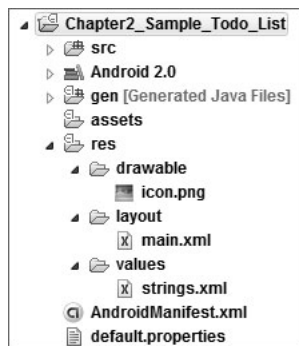 Chapter2_Sample_Todo_List
src
Android 2.0
gen [Generated Java Files]
assets
res
drawable
icon.png
layout
main.xml
values
strings.xml
AndroidManifest.xml
default.properties